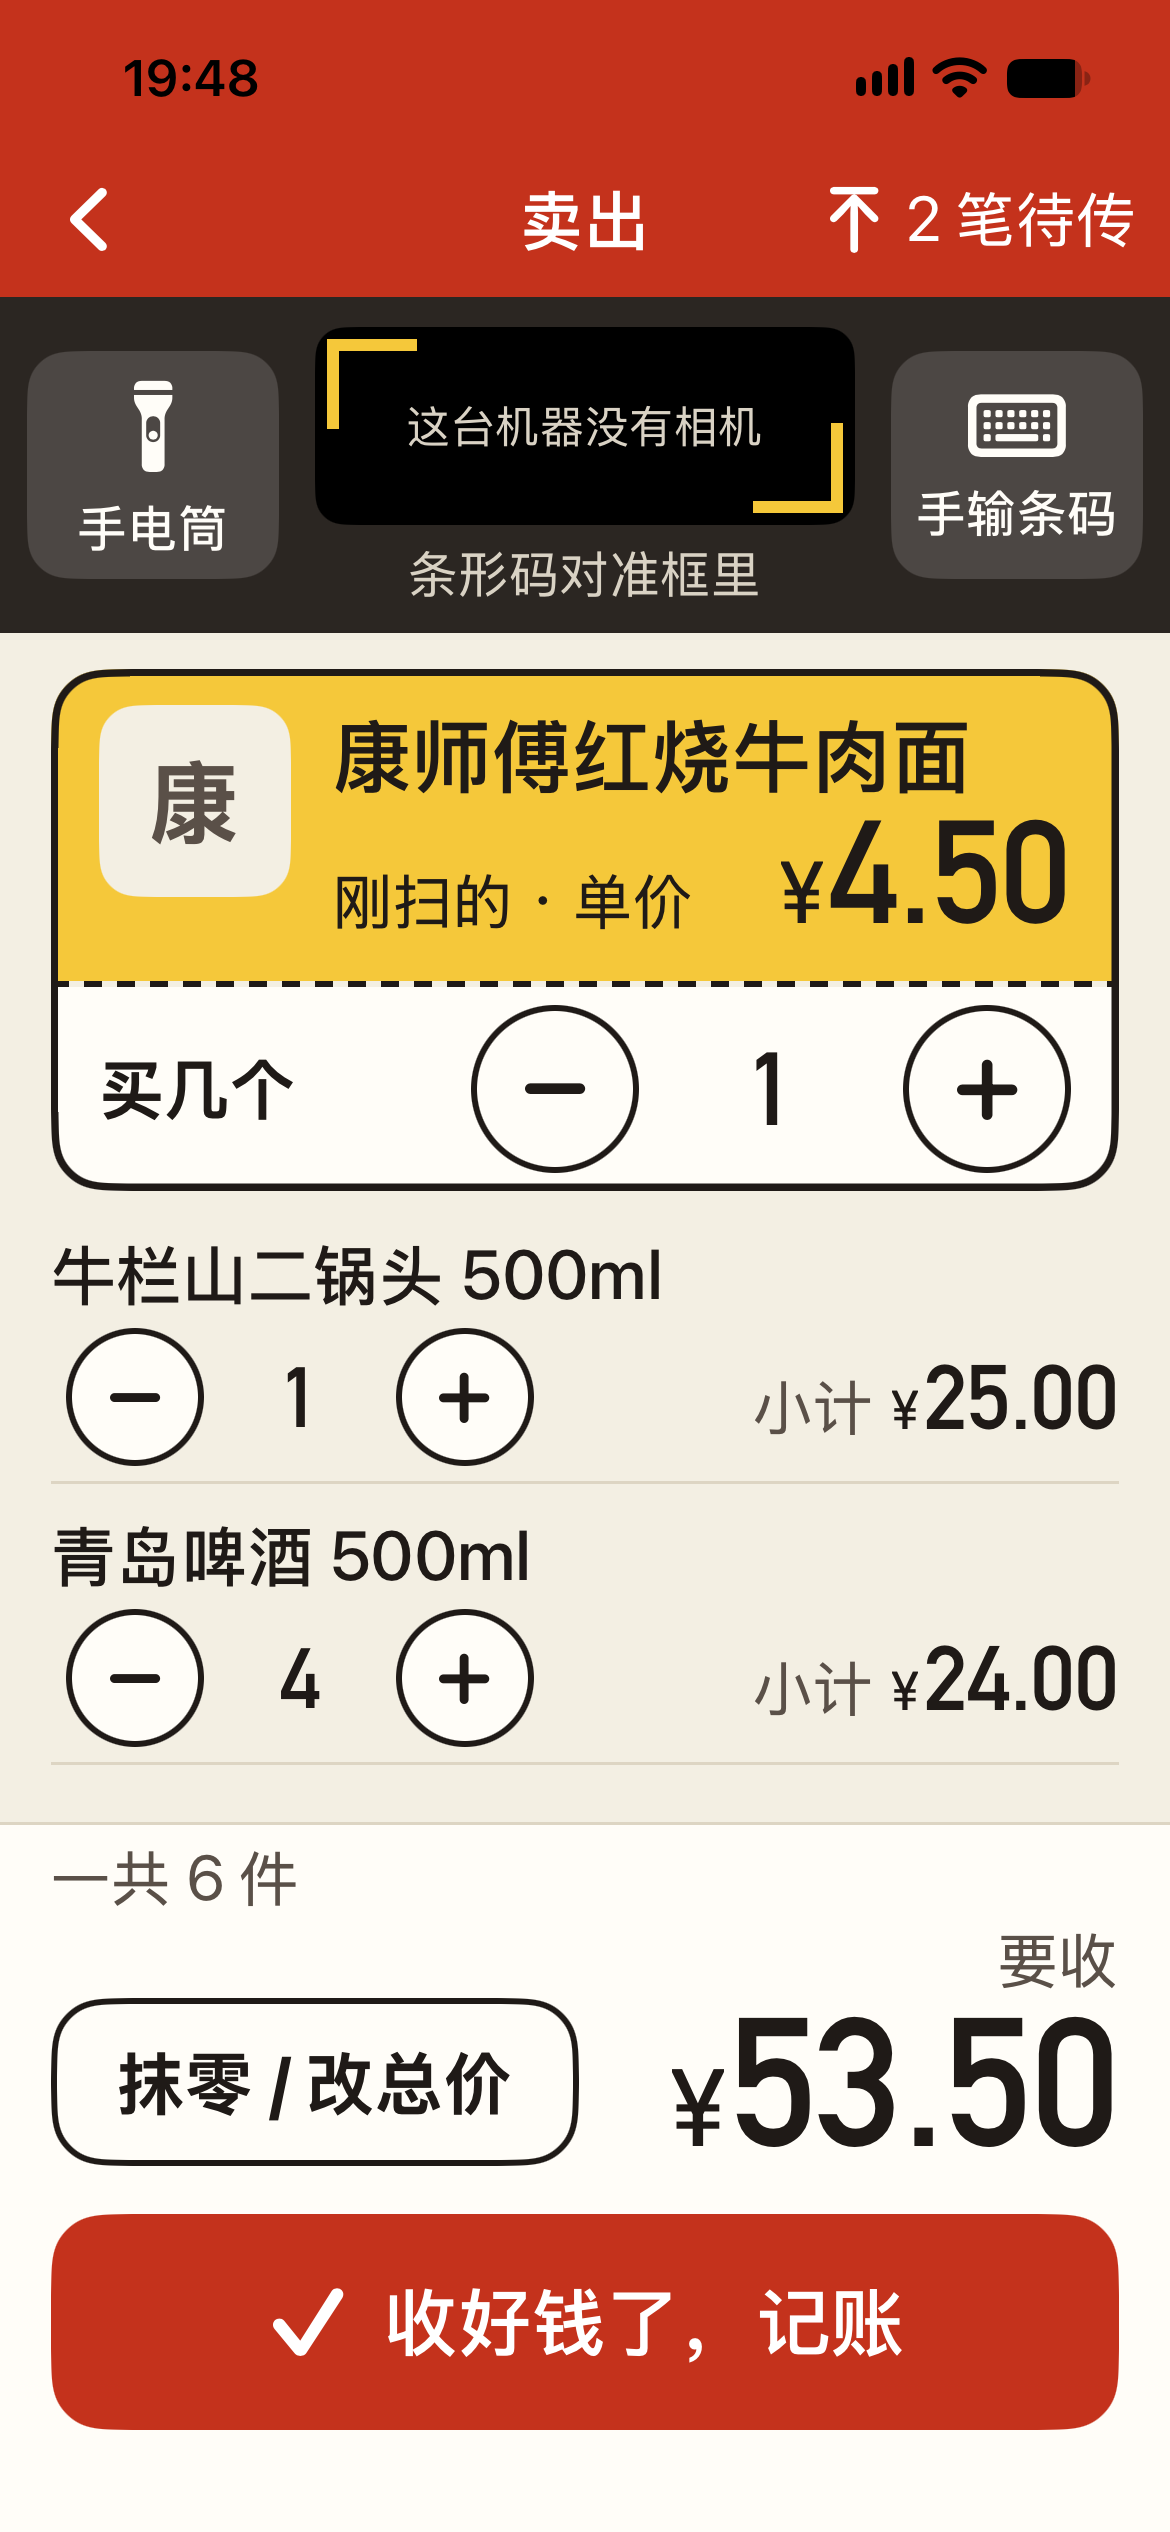 19:48
卖出
2 笔待传
手电筒
这台机器没有相机
条形码对准框里
手输条码
康
康师傅红烧牛肉面
刚扫的 · 单价
¥4.50
买几个
1
牛栏山二锅头 500ml
1
小计 ¥25.00
青岛啤酒 500ml
4
小计 ¥24.00
一共 6 件
要收
抹零 / 改总价
¥53.50
收好钱了，记账